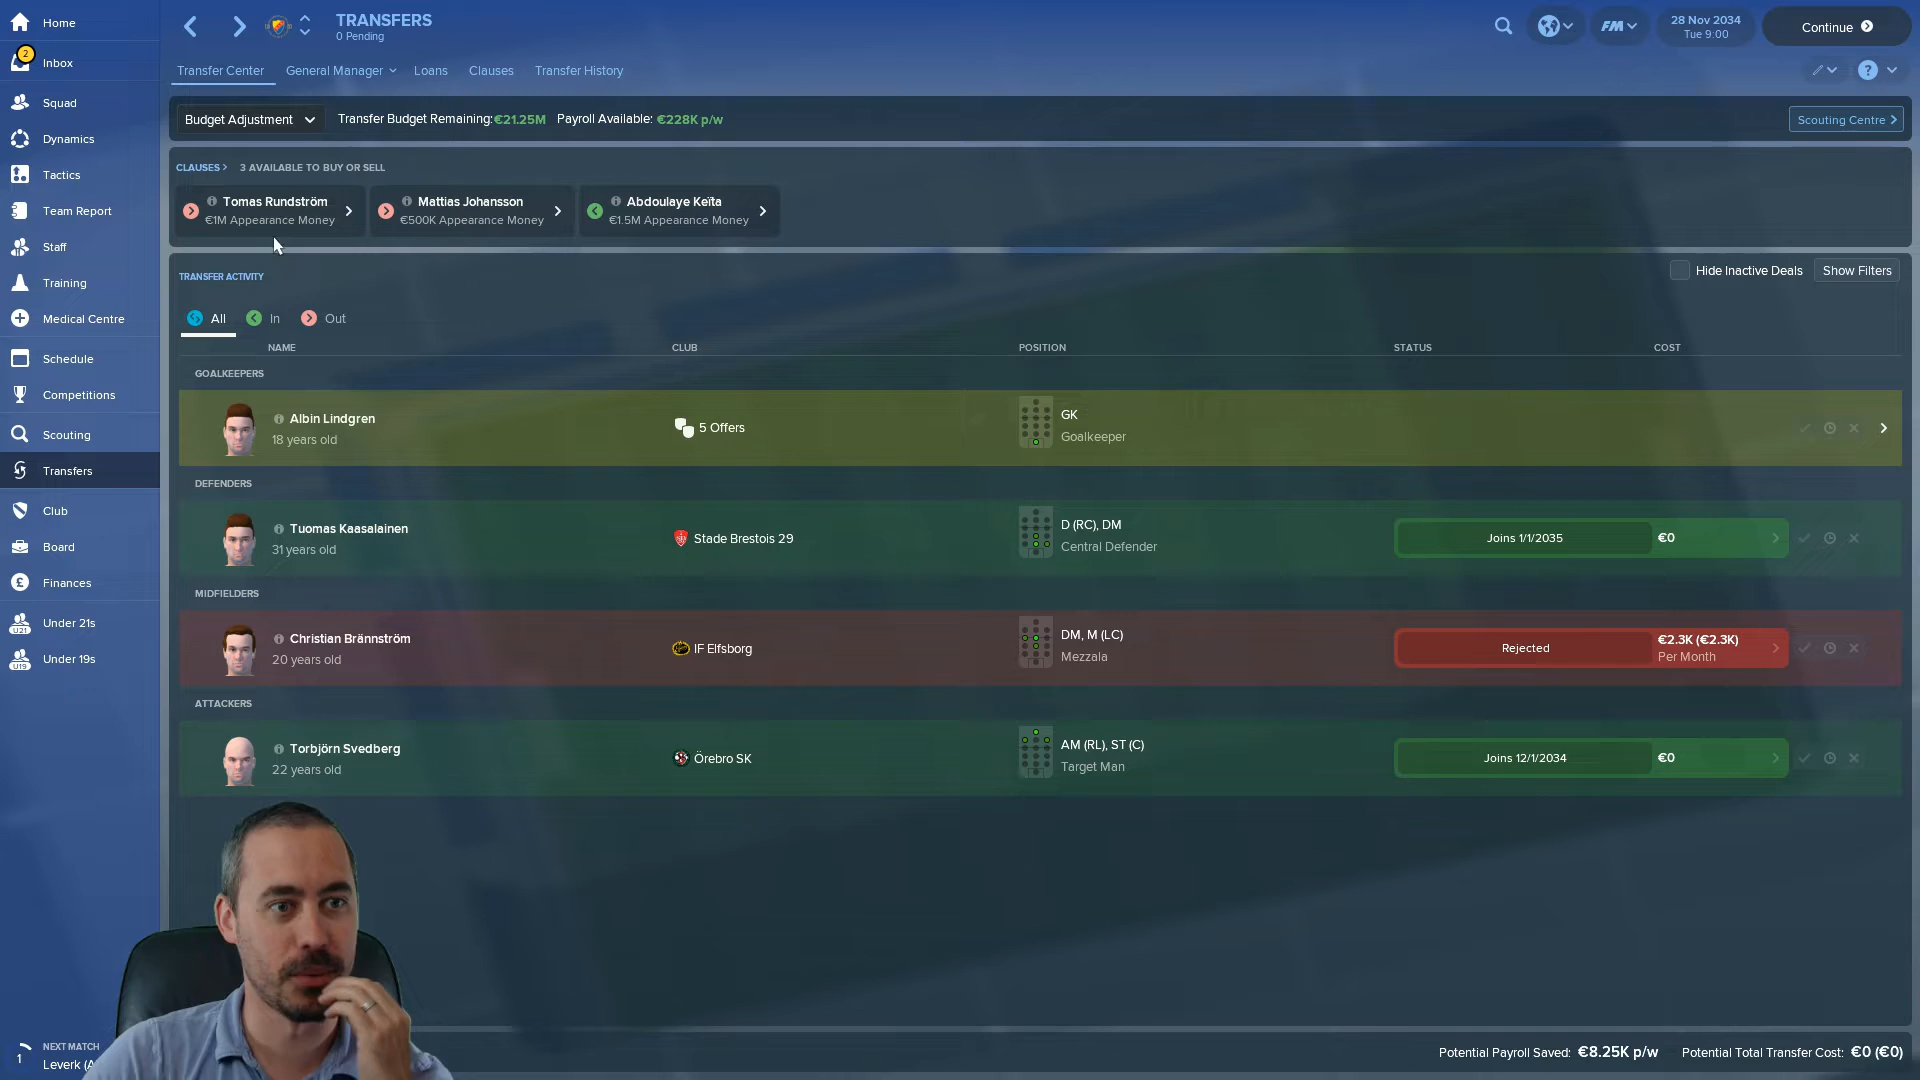 Home
2
Inbox
Squad
Dynamics
Tactics
Team Report
Staff
Training
Medical Centre
Schedule
Competitions
Scouting
Transfers
Club
Board
Finances
U21
Under 21s
U19
Under 19s
1
NEXT MATCH
Leverk (A
TRANSFERS
0 Pending
FM
28 Nov 2034
Tue 9:00
Continue
Transfer Center
General Manager
Loans
Clauses
Transfer History
?
Budget Adjustment
Transfer Budget Remaining: €21.25M
Payroll Available: €228K p/w
Scouting Centre >
CLAUSES > 3 AVAILABLE TO BUY OR SELL
Tomas Rundström
€1M Appearance Money
Mattias Johansson
€500K Appearance Money
Abdoulaye Keïta
€1.5M Appearance Money
TRANSFER ACTIVITY
Hide Inactive Deals
Show Filters
All
In
Out
NAME CLUB POSITION STATUS COST
GOALKEEPERS
Albin Lindgren
18 years old
5 Offers
GK
Goalkeeper
DEFENDERS
Tuomas Kaasalainen
31 years old
Stade Brestois 29
D (RC), DM
Central Defender
Joins 1/1/2035
€0
MIDFIELDERS
Christian Brännström
20 years old
IF Elfsborg
DM, M (LC)
Mezzala
Rejected
€2.3K (€2.3K)
Per Month
ATTACKERS
Torbjörn Svedberg
22 years old
Örebro SK
AM (RL), ST (C)
Target Man
Joins 12/1/2034
€0
Potential Payroll Saved: €8.25K p/w
Potential Total Transfer Cost: €0 (€0)